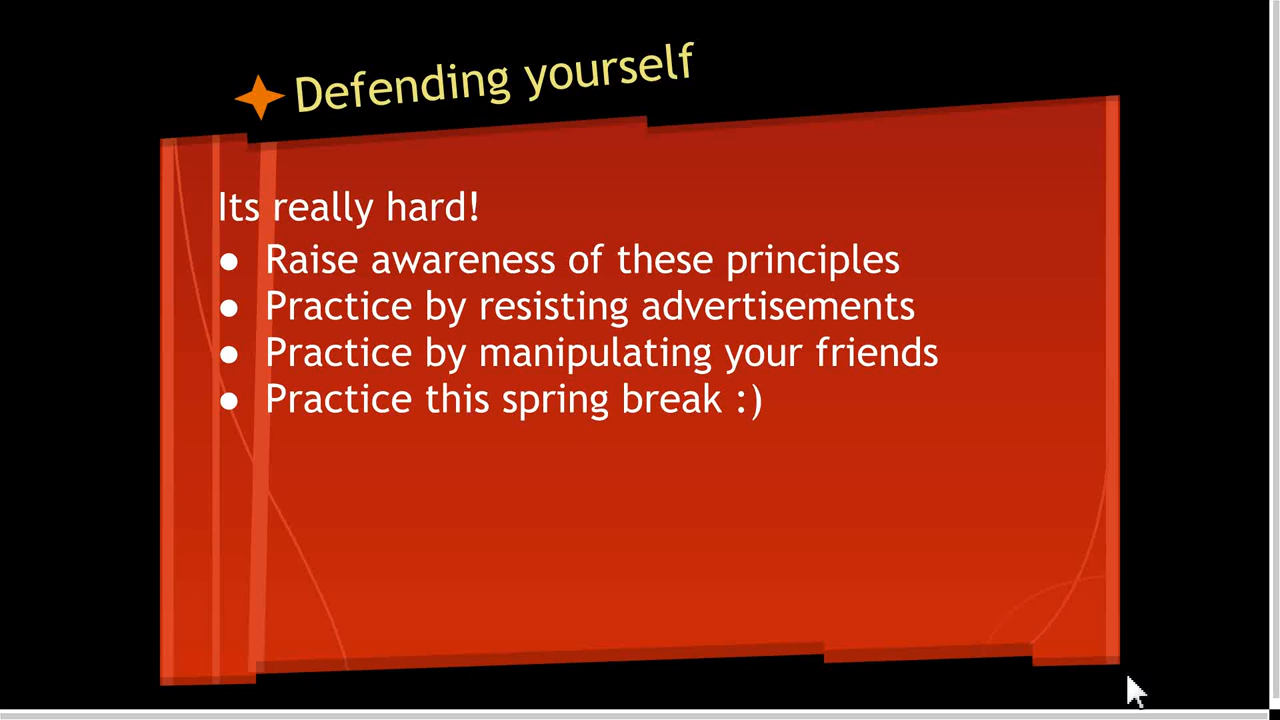 Defending yourself
Its really hard!
● Raise awareness of these principles
● Practice by resisting advertisements
● Practice by manipulating your friends
● Practice this spring break :)